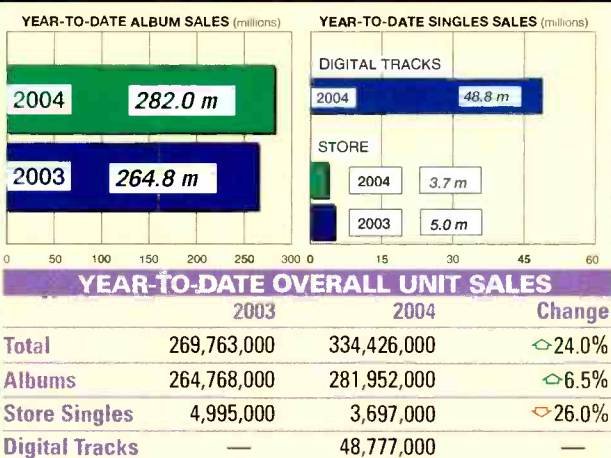 YEAR-TO-DATE ALBUM SALES (millions)
2004 282.0 m
2003 264.8 m
0 50 100 150 200 250 300
YEAR-TO-DATE SINGLES SALES (millions)
DIGITAL TRACKS
2004 48.8 m
STORE
2004 3.7 m
2003 5.0 m
0 15 30 45 60
YEAR-TO-DATE OVERALL UNIT SALES
2003 2004 Change
Total 269,763,000 334,426,000 24.0%
Albums 264,768,000 281,952,000 6.5%
Store Singles 4,995,000 3,697,000 26.0%
Digital Tracks — 48,777,000 —